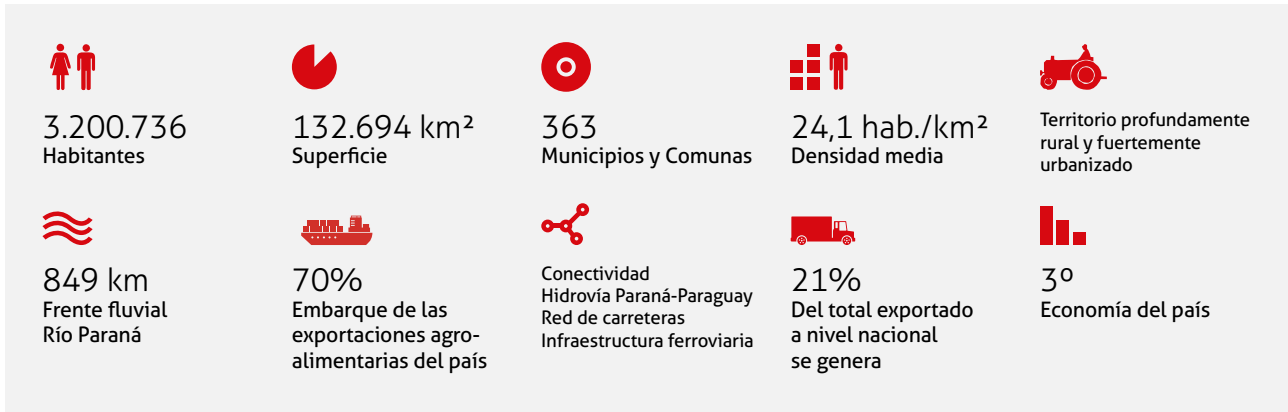 3.200.736
Habitantes
132.694 km²
Superficie
363
Municipios y Comunas
24,1 hab./km²
Densidad media
Territorio profundamente
rural y fuertemente
urbanizado
849 km
Frente fluvial
Río Paraná
70%
Embarque de las
exportaciones agro-
alimentarias del país
Conectividad
Hidrovía Paraná-Paraguay
Red de carreteras
Infraestructura ferroviaria
21%
Del total exportado
a nivel nacional
se genera
3º
Economía del país